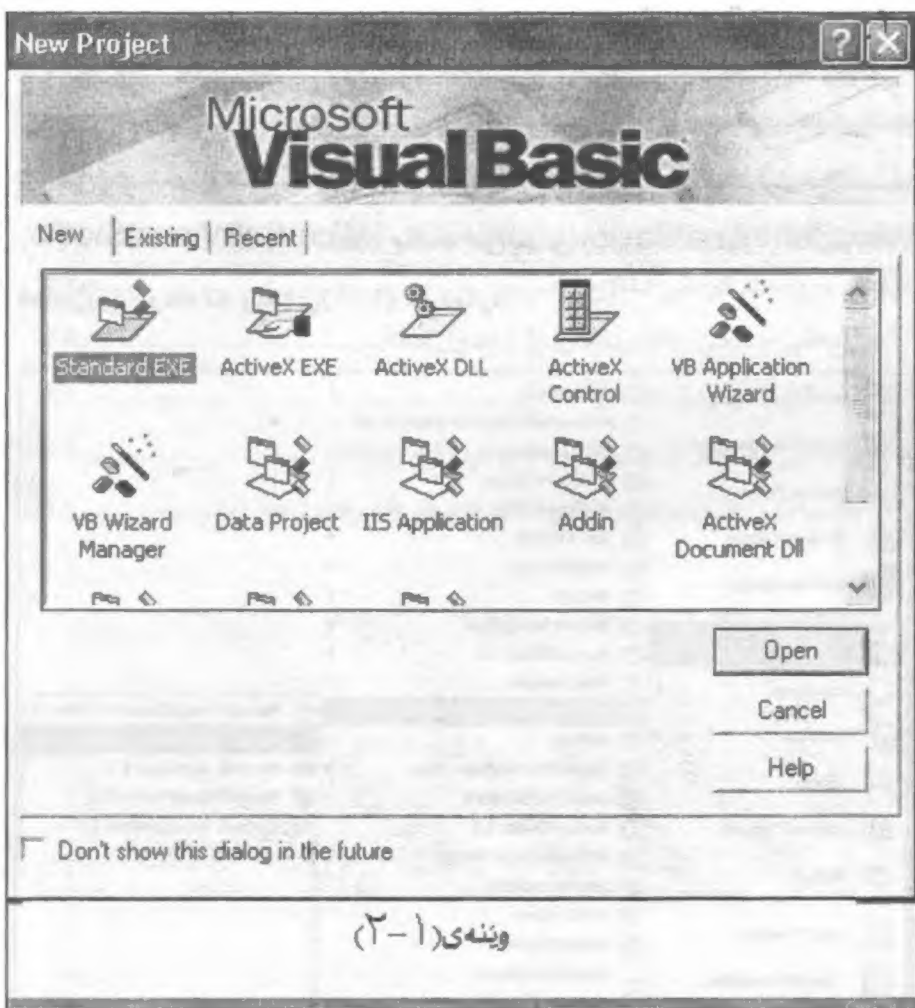 New Project
Microsoft
Visual Basic
New Existing Recent
Standard EXE ActiveX EXE ActiveX DLL ActiveX Control VB Application Wizard
VB Wizard Manager Data Project IIS Application Addin ActiveX Document Dll
Open
Cancel
Help
Don't show this dialog in the future
وێنەی(١-٢)